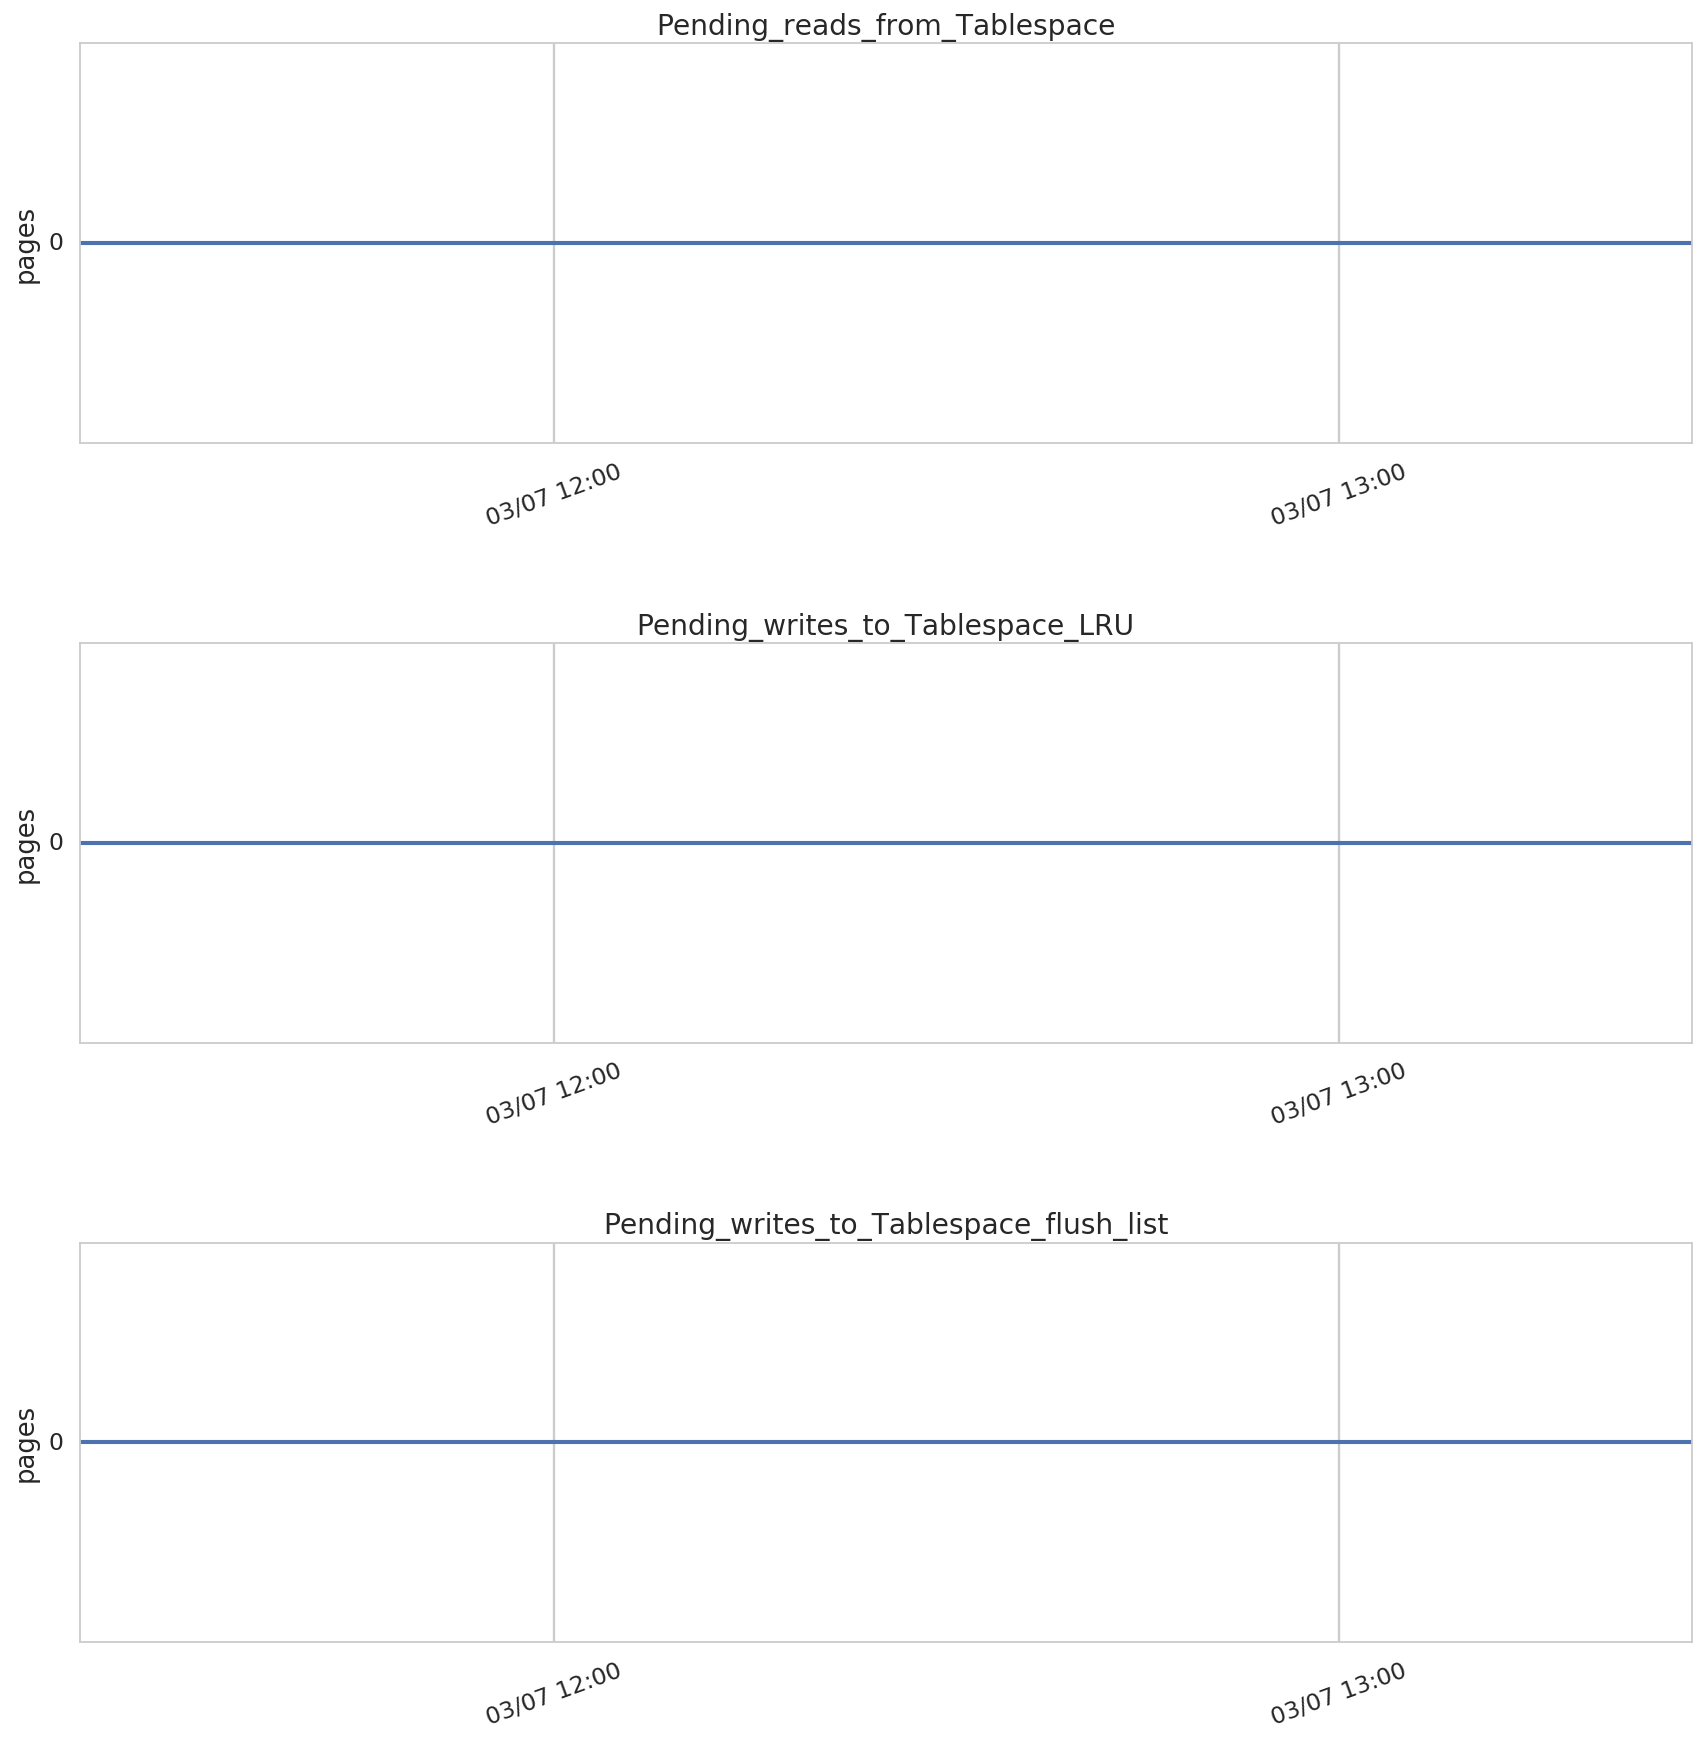 Pending_reads_from_Tablespace
pages
0
03/07 12:00
03/07 13:00
Pending_writes_to_Tablespace_LRU
pages
0
03/07 12:00
03/07 13:00
Pending_writes_to_Tablespace_flush_list
pages
0
03/07 12:00
03/07 13:00